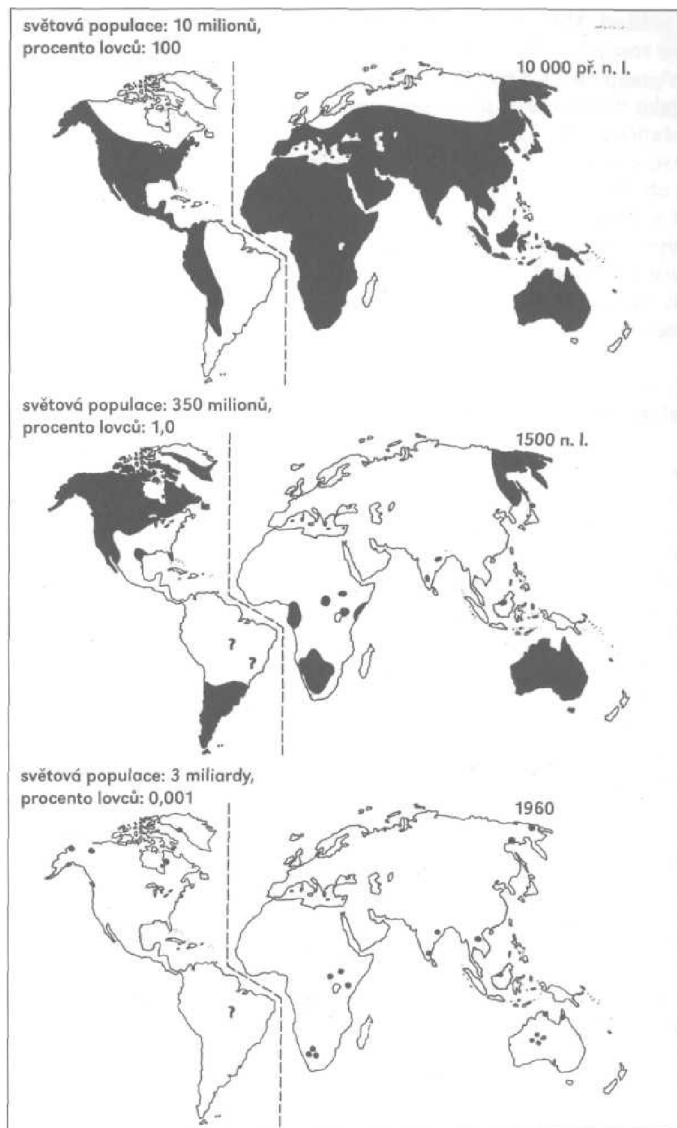 světová populace: 10 milionů,
procento lovců: 100
10 000 př. n. l.
světová populace: 350 milionů,
procento lovců: 1,0
1500 n. l.
?
?
světová populace: 3 miliardy,
procento lovců: 0,001
1960
?